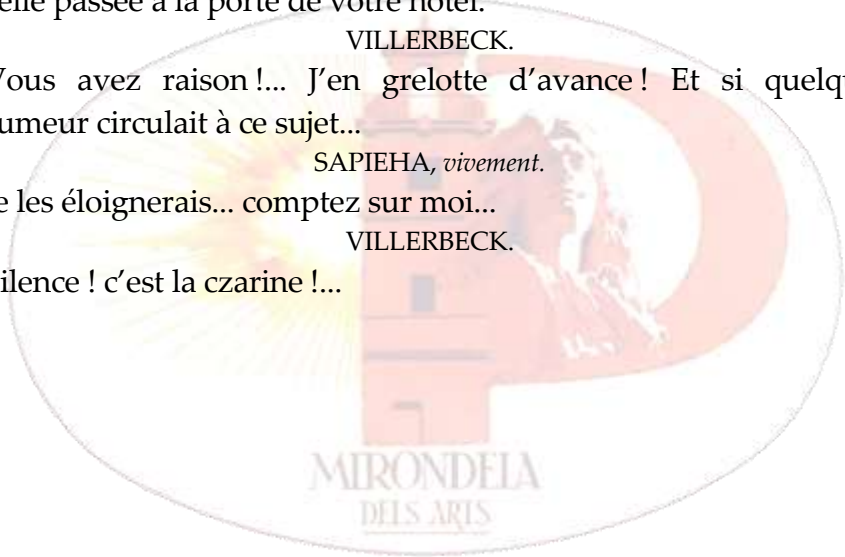 elle passée à la porte de votre hôtel.
VILLERBECK.
Vous avez raison !... J’en grelotte d’avance ! Et si quelqu
umeur circulait à ce sujet...
SAPIEHA, vivement.
e les éloignerais... comptez sur moi...
VILLERBECK.
ilence ! c’est la czarine !...
MIRONDELA
DELS ARTS